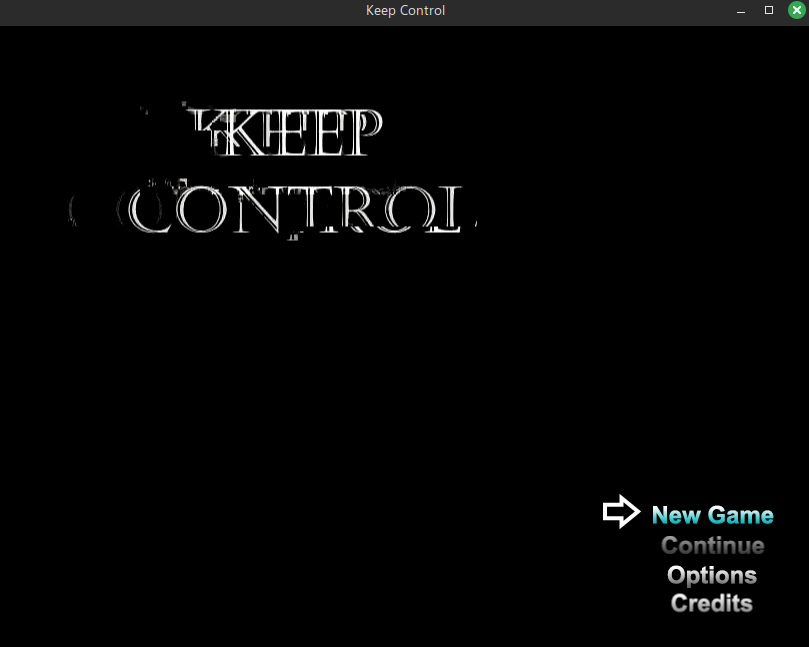 Keep Control
KEEP
CONTROL
New Game
Continue
Options
Credits